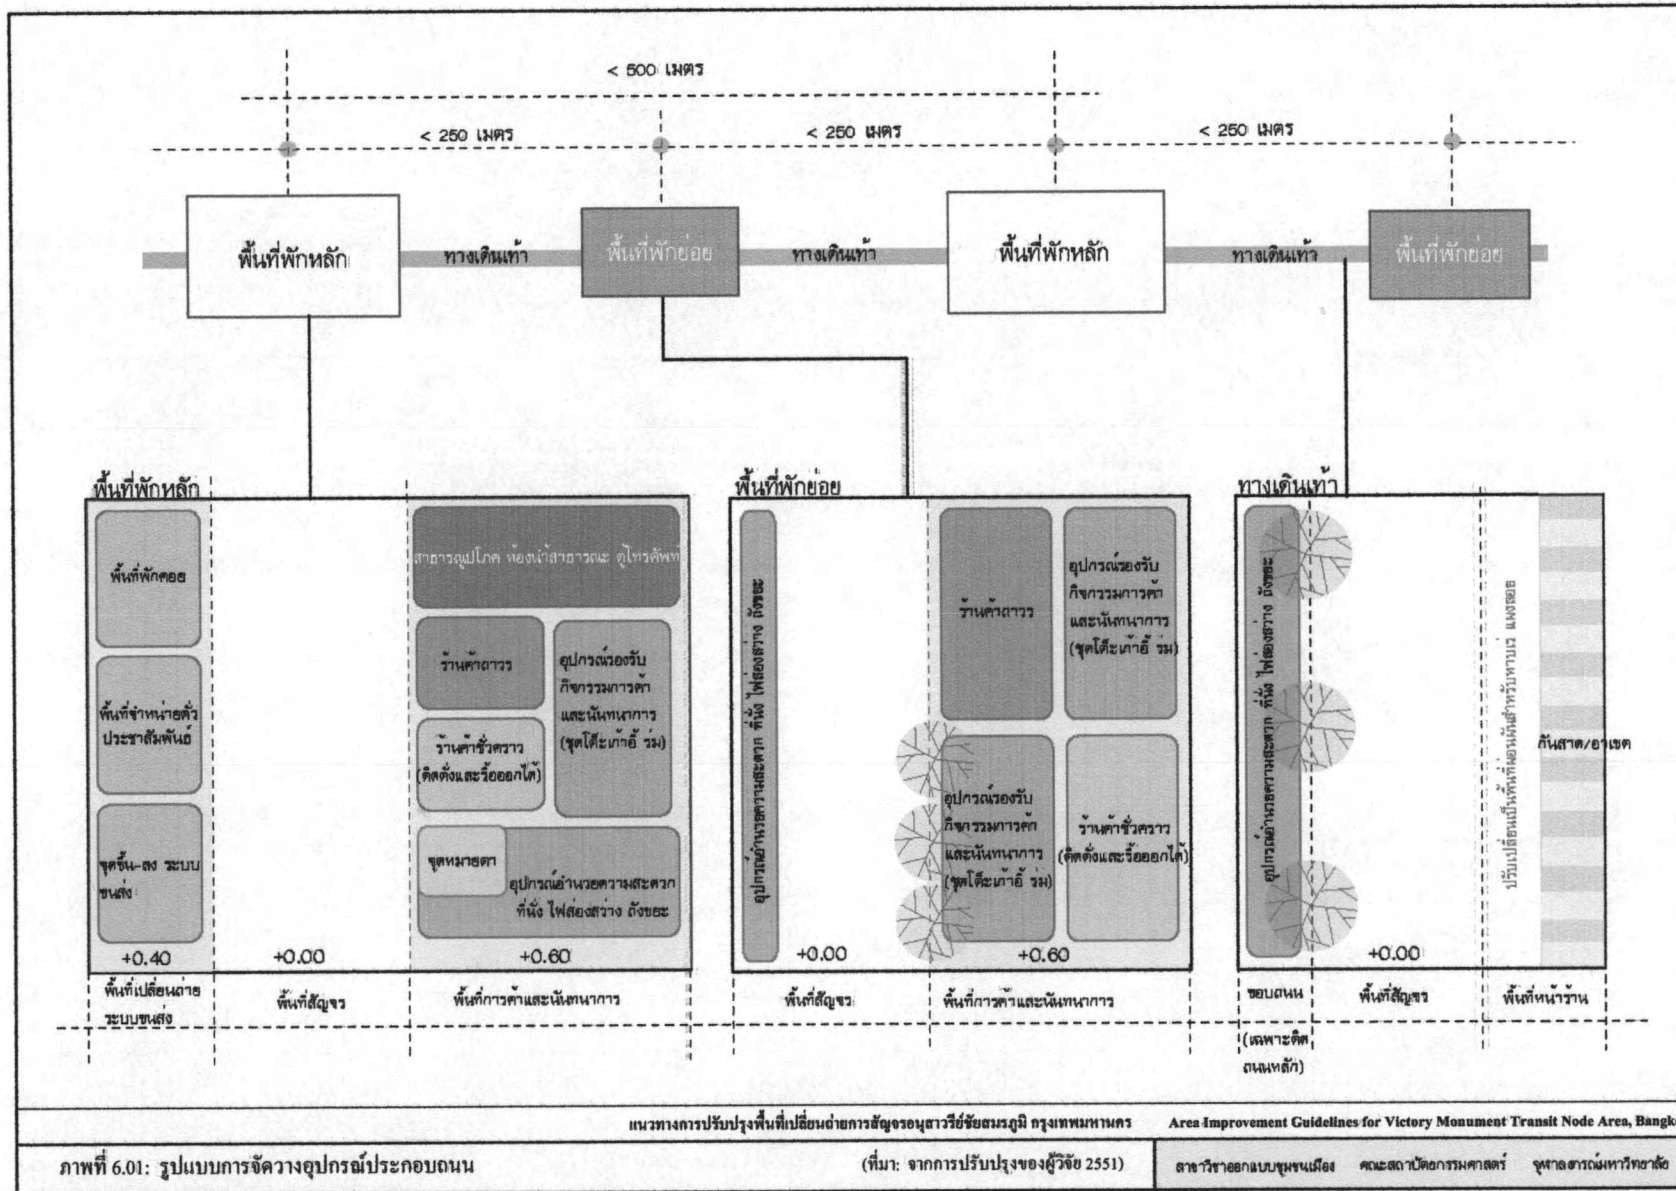 < 500 เมตร
< 250 เมตร
< 250 เมตร
< 250 เมตร
พื้นที่พักหลัก
ทางเดินเท้า
พื้นที่พักย่อย
ทางเดินเท้า
พื้นที่พักหลัก
ทางเดินเท้า
พื้นที่พักย่อย
พื้นที่พักหลัก
พื้นที่พักคอย
พื้นที่จำหน่ายตั๋ว
ประชาสัมพันธ์
จุดขึ้น-ลง ระบบ
ขนส่ง
+0.40
+0.00
สาธารณูปโภค ห้องน้ำสาธารณะ ตู้โทรศัพท์
ร้านค้าถาวร
อุปกรณ์รองรับ
กิจกรรมการค้า
และนันทนาการ
(ชุดโต๊ะเก้าอี้ ร่ม)
ร้านค้าชั่วคราว
(ติดตั้งและรื้อออกได้)
จุดหมายตา
อุปกรณ์อำนวยความสะดวก
ที่นั่ง ไฟส่องสว่าง ถังขยะ
+0.60
พื้นที่เปลี่ยนถ่าย
ระบบขนส่ง
พื้นที่สัญจร
พื้นที่การค้าและนันทนาการ
พื้นที่พักย่อย
อุปกรณ์อำนวยความสะดวก ที่นั่ง ไฟส่องสว่าง ถังขยะ
+0.00
ร้านค้าถาวร
อุปกรณ์รองรับ
กิจกรรมการค้า
และนันทนาการ
(ชุดโต๊ะเก้าอี้ ร่ม)
อุปกรณ์รองรับ
กิจกรรมการค้า
และนันทนาการ
(ชุดโต๊ะเก้าอี้ ร่ม)
ร้านค้าชั่วคราว
(ติดตั้งและรื้อออกได้)
+0.60
พื้นที่สัญจร
พื้นที่การค้าและนันทนาการ
ทางเดินเท้า
อุปกรณ์อำนวยความสะดวก ที่นั่ง ไฟส่องสว่าง ถังขยะ
+0.00
ปรับเปลี่ยนเป็นพื้นที่ผ่อนผันสำหรับหาบเร่ แผงลอย
กันสาด/อาเขต
ขอบถนน
(เฉพาะติด
ถนนหลัก)
พื้นที่สัญจร
พื้นที่หน้าร้าน
แนวทางการปรับปรุงพื้นที่เปลี่ยนถ่ายการสัญจรอนุสาวรีย์ชัยสมรภูมิ กรุงเทพมหานคร
Area Improvement Guidelines for Victory Monument Transit Node Area, Bangk
ภาพที่ 6.01: รูปแบบการจัดวางอุปกรณ์ประกอบถนน
(ที่มา: จากการปรับปรุงของผู้วิจัย 2551)
สาขาวิชาออกแบบชุมชนเมือง คณะสถาปัตยกรรมศาสตร์ จุฬาลงกรณ์มหาวิทยาลัย